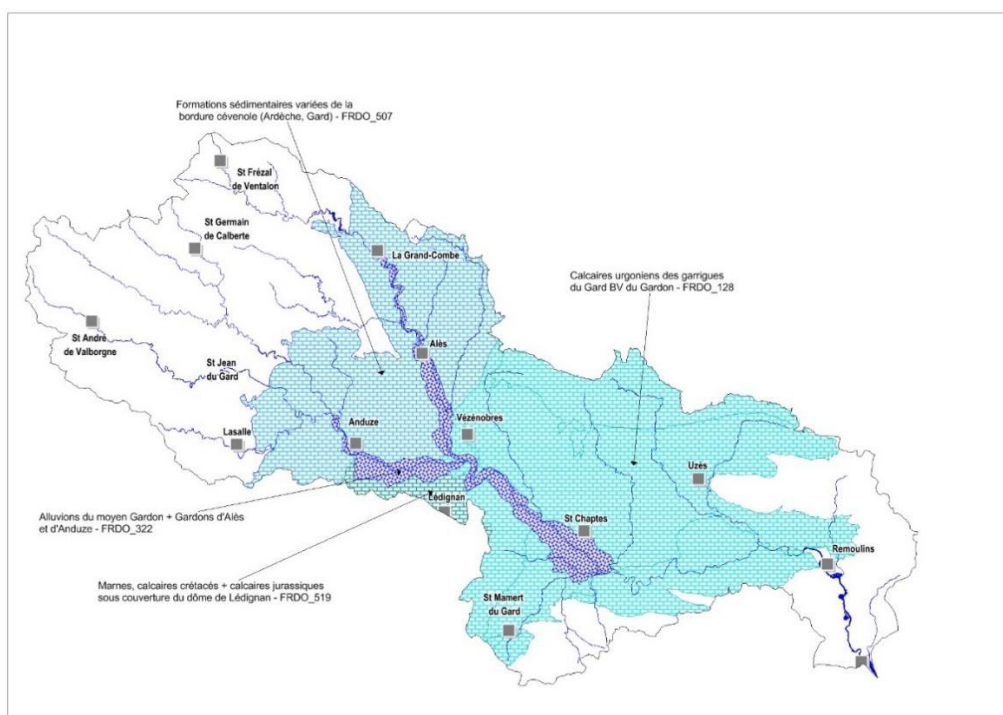 Formations sédimentaires variées de la
bordure cévenole (Ardèche, Gard) - FRDO_507
St Frézal
de Ventalon
St Germain
de Calberte
La Grand-Combe
Calcaires urgoniens des garrigues
du Gard BV du Gardon - FRDO_128
St André
de Valborgne
Alès
St Jean
du Gard
Anduze
Vézénobres
Lasalle
Uzés
Lédignan
Alluvions du moyen Gardon + Gardons d'Alès
et d'Anduze - FRDO_322
St Chaptes
Remoulins
Marnes, calcaires crétacés + calcaires jurassiques
sous couverture du dôme de Lédignan - FRDO_519
St Mamert
du Gard